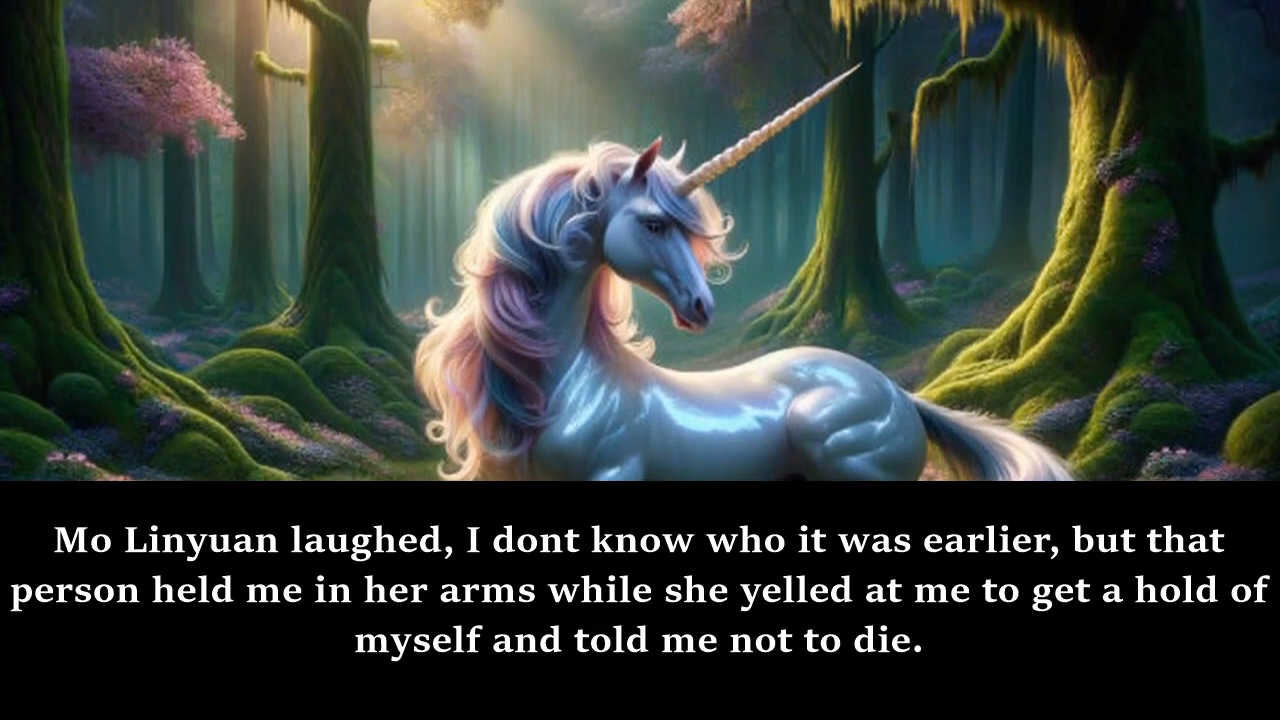 Mo Linyuan laughed, I dont know who it was earlier, but that
person held me in her arms while she yelled at me to get a hold of
myself and told me not to die.